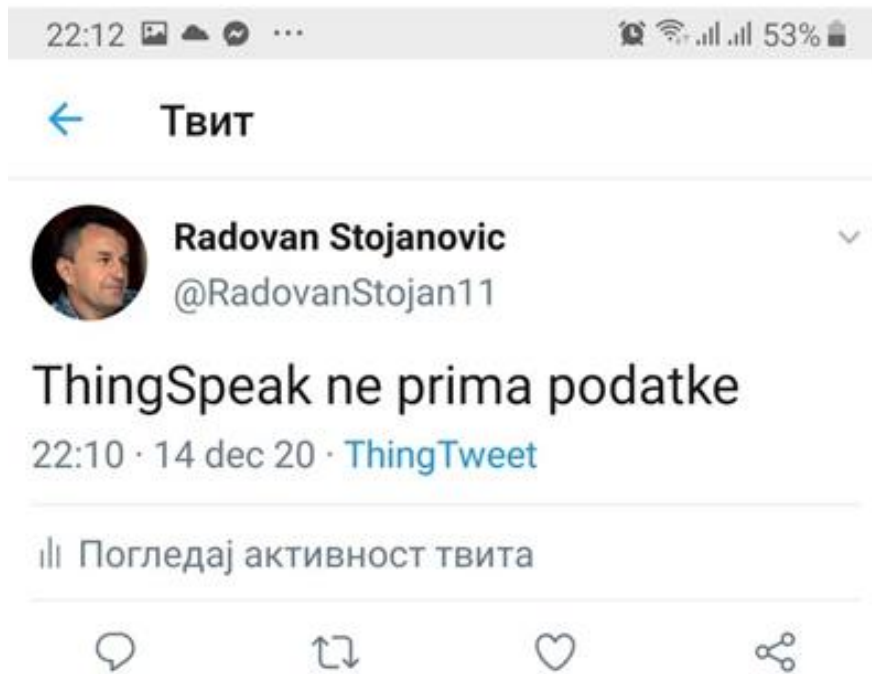 22:12 53%
Твит
Radovan Stojanovic
@RadovanStojan11
ThingSpeak ne prima podatke
22:10 · 14 dec 20 · ThingTweet
Погледај активност твита